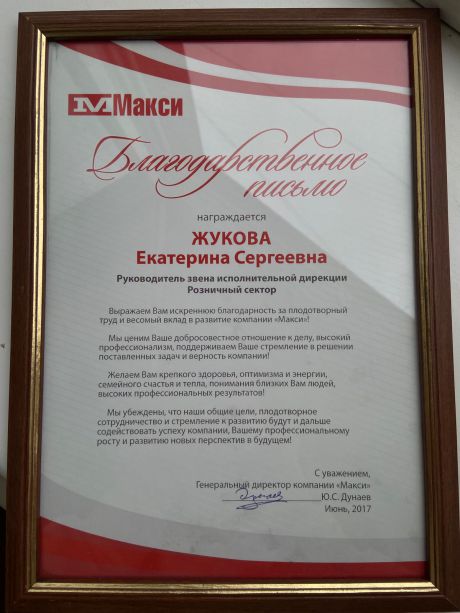 Макси
Благодарственное
письмо
награждается
ЖУКОВА
Екатерина Сергеевна
Руководитель звена исполнительной дирекции
Розничный сектор
Выражаем Вам искреннюю благодарность за плодотворный
труд и весомый вклад в развитие компании «Макси»!
Мы ценим Ваше добросовестное отношение к делу, высокий
профессионализм, поддерживаем Ваше стремление в решении
поставленных задач и верность компании!
Желаем Вам крепкого здоровья, оптимизма и энергии,
семейного счастья и тепла, понимания близких Вам людей,
высоких профессиональных результатов!
Мы убеждены, что наши общие цели, плодотворное
сотрудничество и стремление к развитию будут и дальше
содействовать успеху компании, Вашему профессиональному
росту и развитию новых перспектив в будущем!
С уважением,
Генеральный директор компании «Макси»
Ю.С. Дунаев
Июнь, 2017